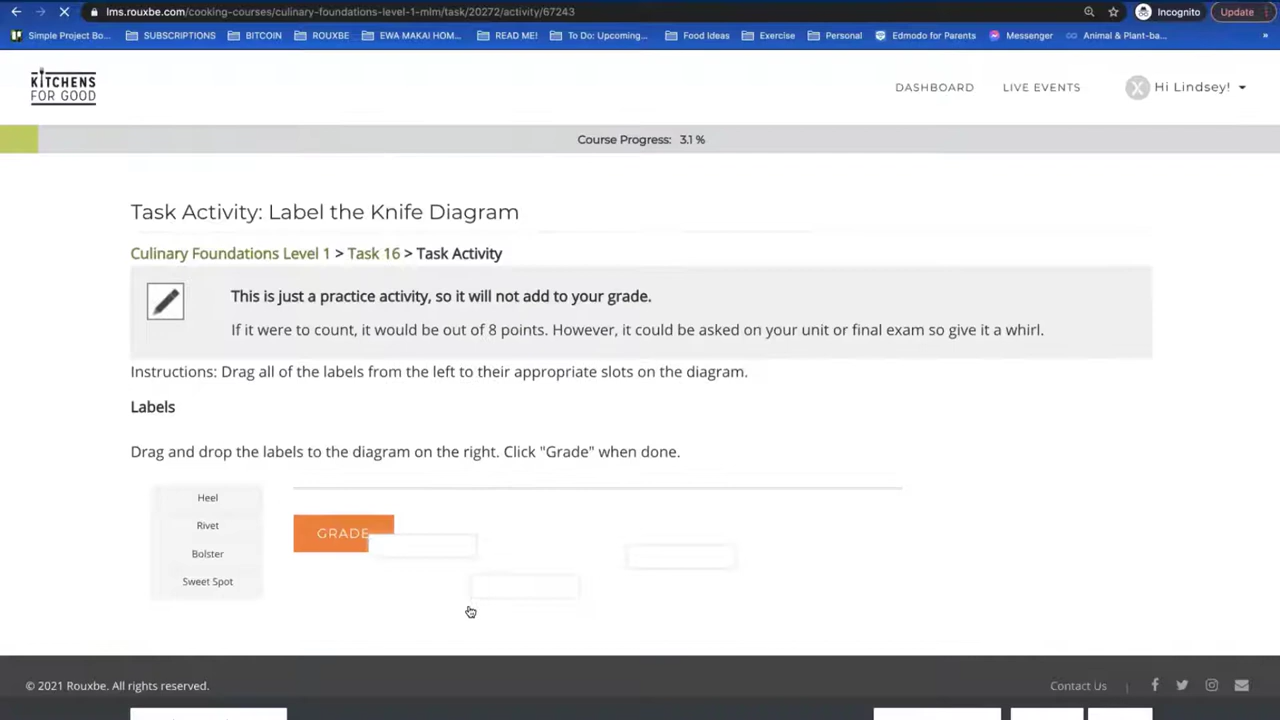 lms.rouxbe.com/cooking-courses/culinary-foundations-level-1-mlm/task/20272/activity/67243
Incognito
Update
Simple Project Bo...
SUBSCRIPTIONS
BITCOIN
ROUXBE
EWA MAKAI HOM...
READ ME!
To Do: Upcoming...
Food Ideas
Exercise
Personal
Edmodo for Parents
Messenger
Animal & Plant-ba...
»
KITCHENS
FOR GOOD
DASHBOARD
LIVE EVENTS
Hi Lindsey!
Course Progress: 3.1 %
Task Activity: Label the Knife Diagram
Culinary Foundations Level 1 > Task 16 > Task Activity
This is just a practice activity, so it will not add to your grade.
If it were to count, it would be out of 8 points. However, it could be asked on your unit or final exam so give it a whirl.
Instructions: Drag all of the labels from the left to their appropriate slots on the diagram.
Labels
Drag and drop the labels to the diagram on the right. Click "Grade" when done.
Heel
Rivet
Bolster
Sweet Spot
GRADE
© 2021 Rouxbe. All rights reserved.
Contact Us